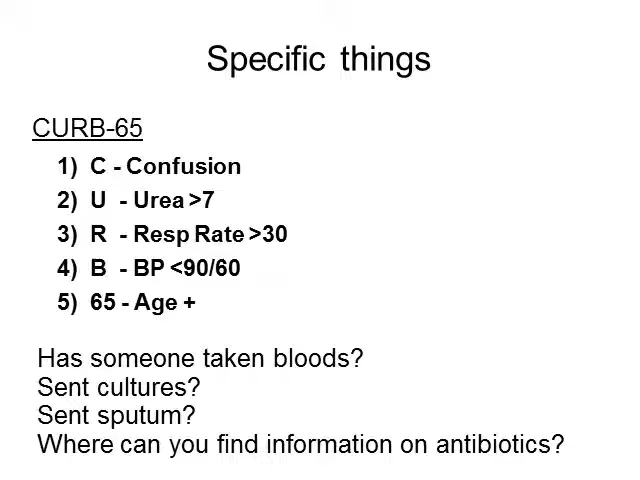 Specific things
CURB-65
1) C - Confusion
2) U - Urea >7
3) R - Resp Rate >30
4) B - BP <90/60
5) 65 - Age +
Has someone taken bloods?
Sent cultures?
Sent sputum?
Where can you find information on antibiotics?